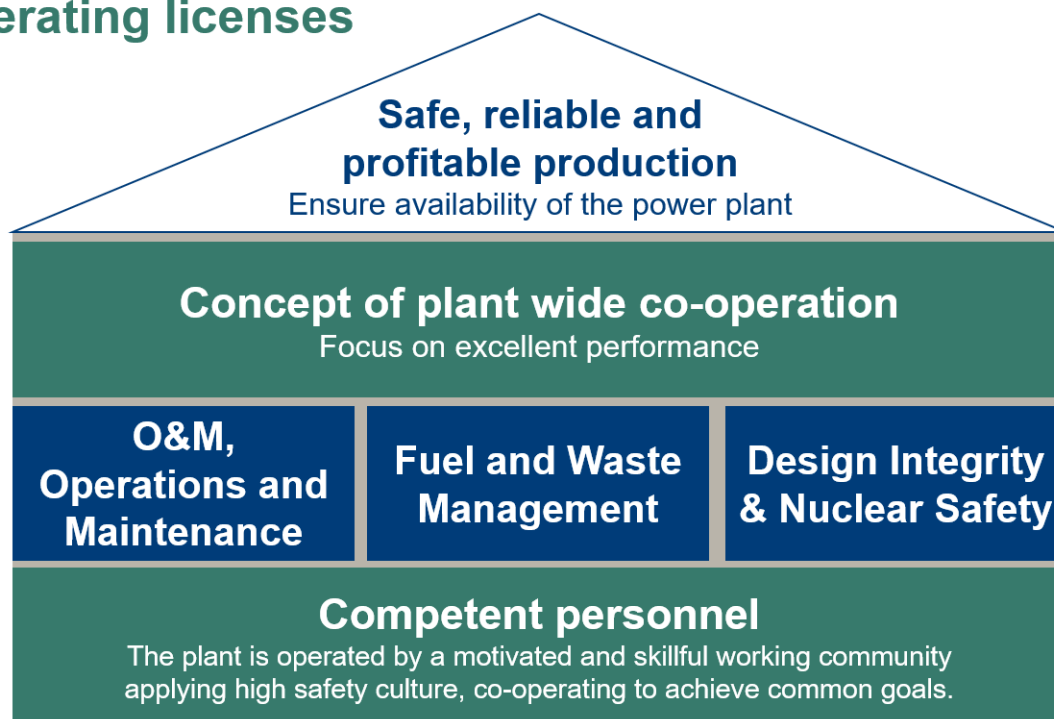 erating licenses
Safe, reliable and
profitable production
Ensure availability of the power plant
Concept of plant wide co-operation
Focus on excellent performance
O&M,
Operations and
Maintenance
Fuel and Waste
Management
Design Integrity
& Nuclear Safety
Competent personnel
The plant is operated by a motivated and skillful working community
applying high safety culture, co-operating to achieve common goals.